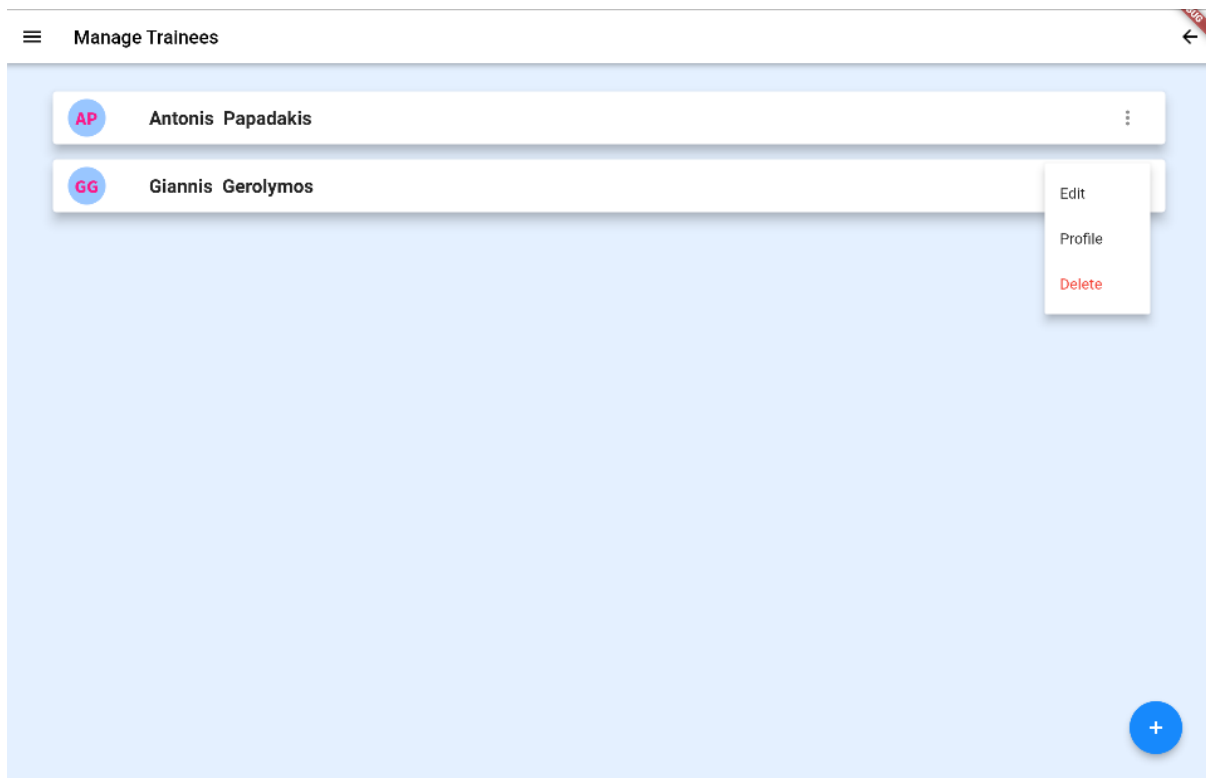 Manage Trainees
AP Antonis Papadakis
GG Giannis Gerolymos
Edit
Profile
Delete
+